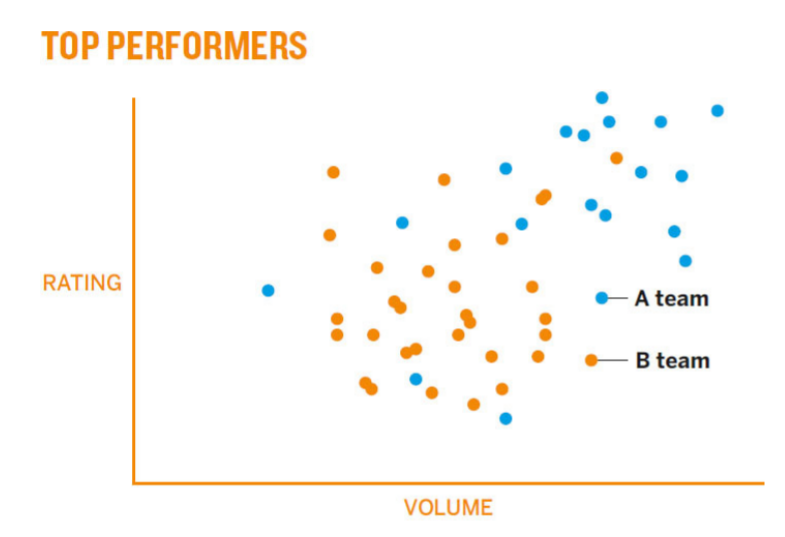 TOP PERFORMERS
RATING
A team
B team
VOLUME